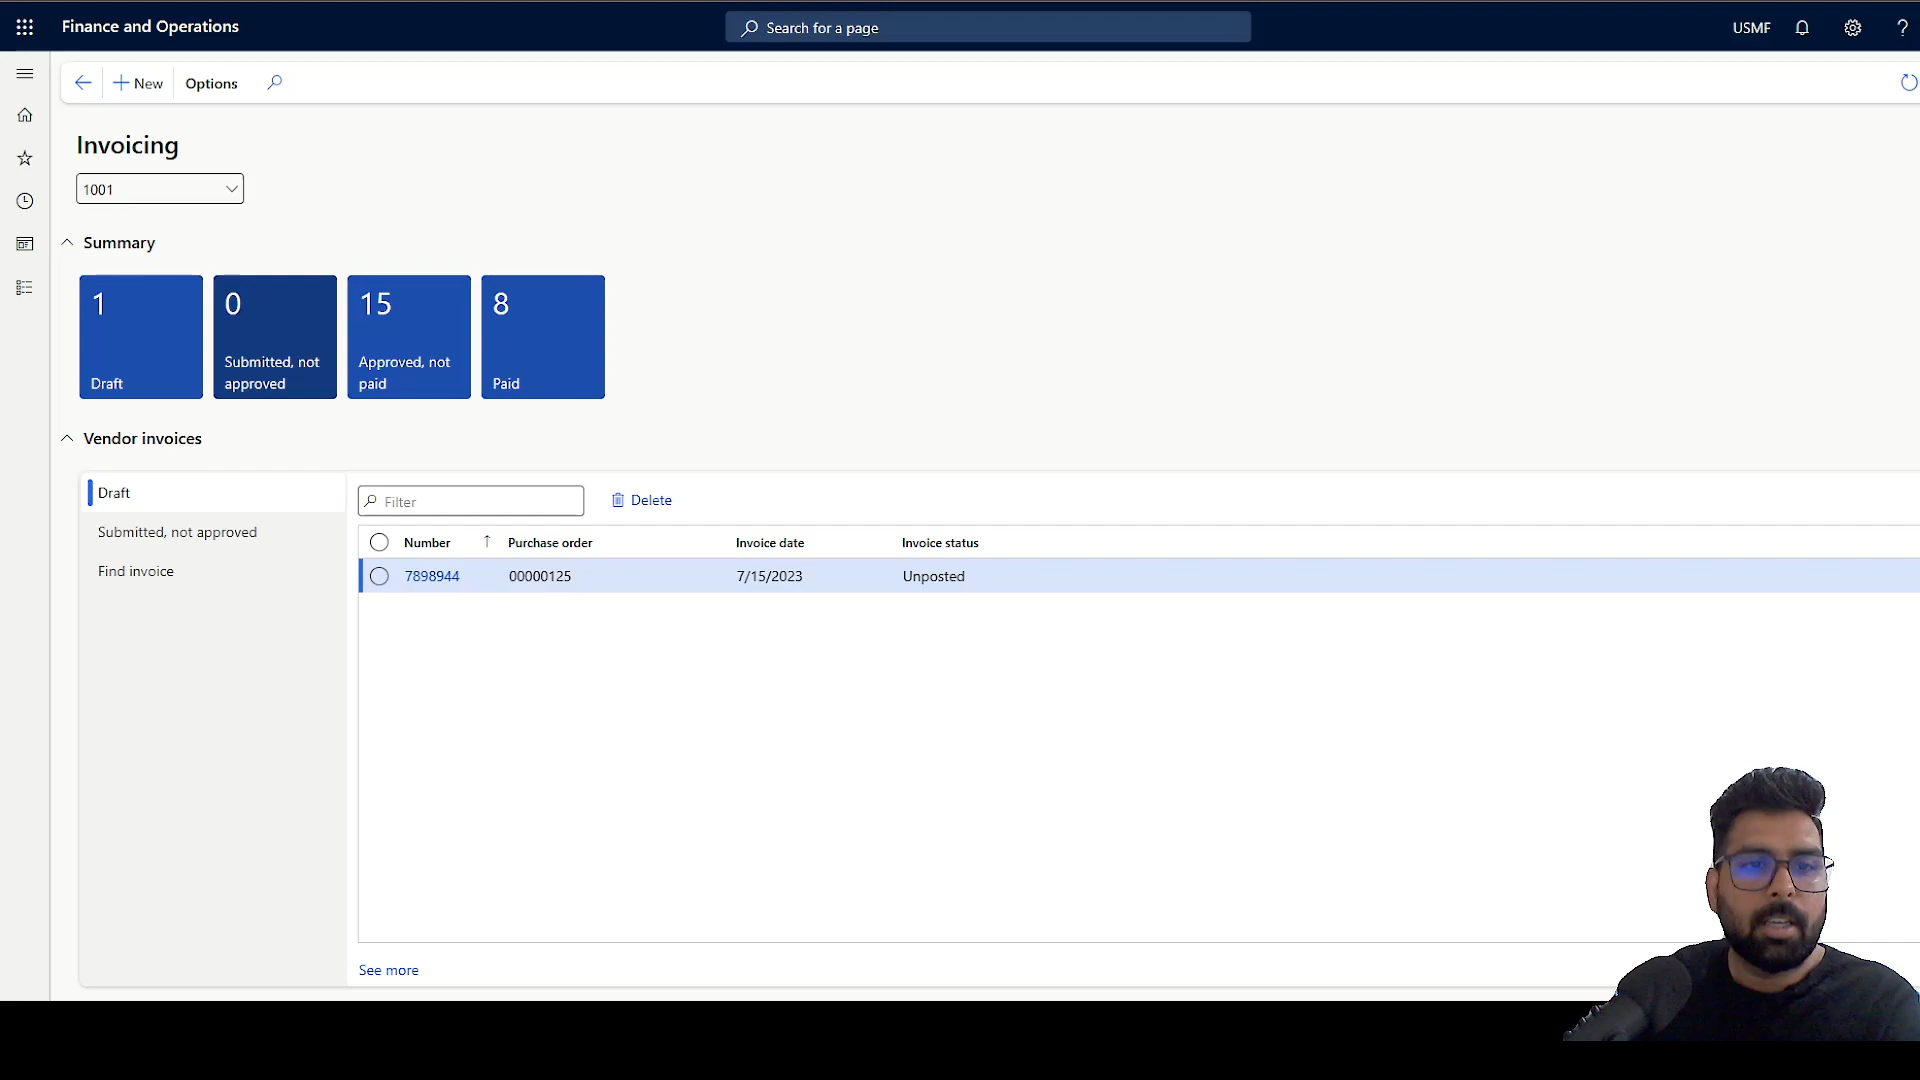 Finance and Operations
Search for a page
USMF
?
New
Options
Invoicing
1001
Summary
1
Draft
0
Submitted, not
approved
15
Approved, not
paid
8
Paid
Vendor invoices
Draft
Submitted, not approved
Find invoice
Filter
Delete
Number ↑ Purchase order Invoice date Invoice status
7898944 00000125 7/15/2023 Unposted
See more